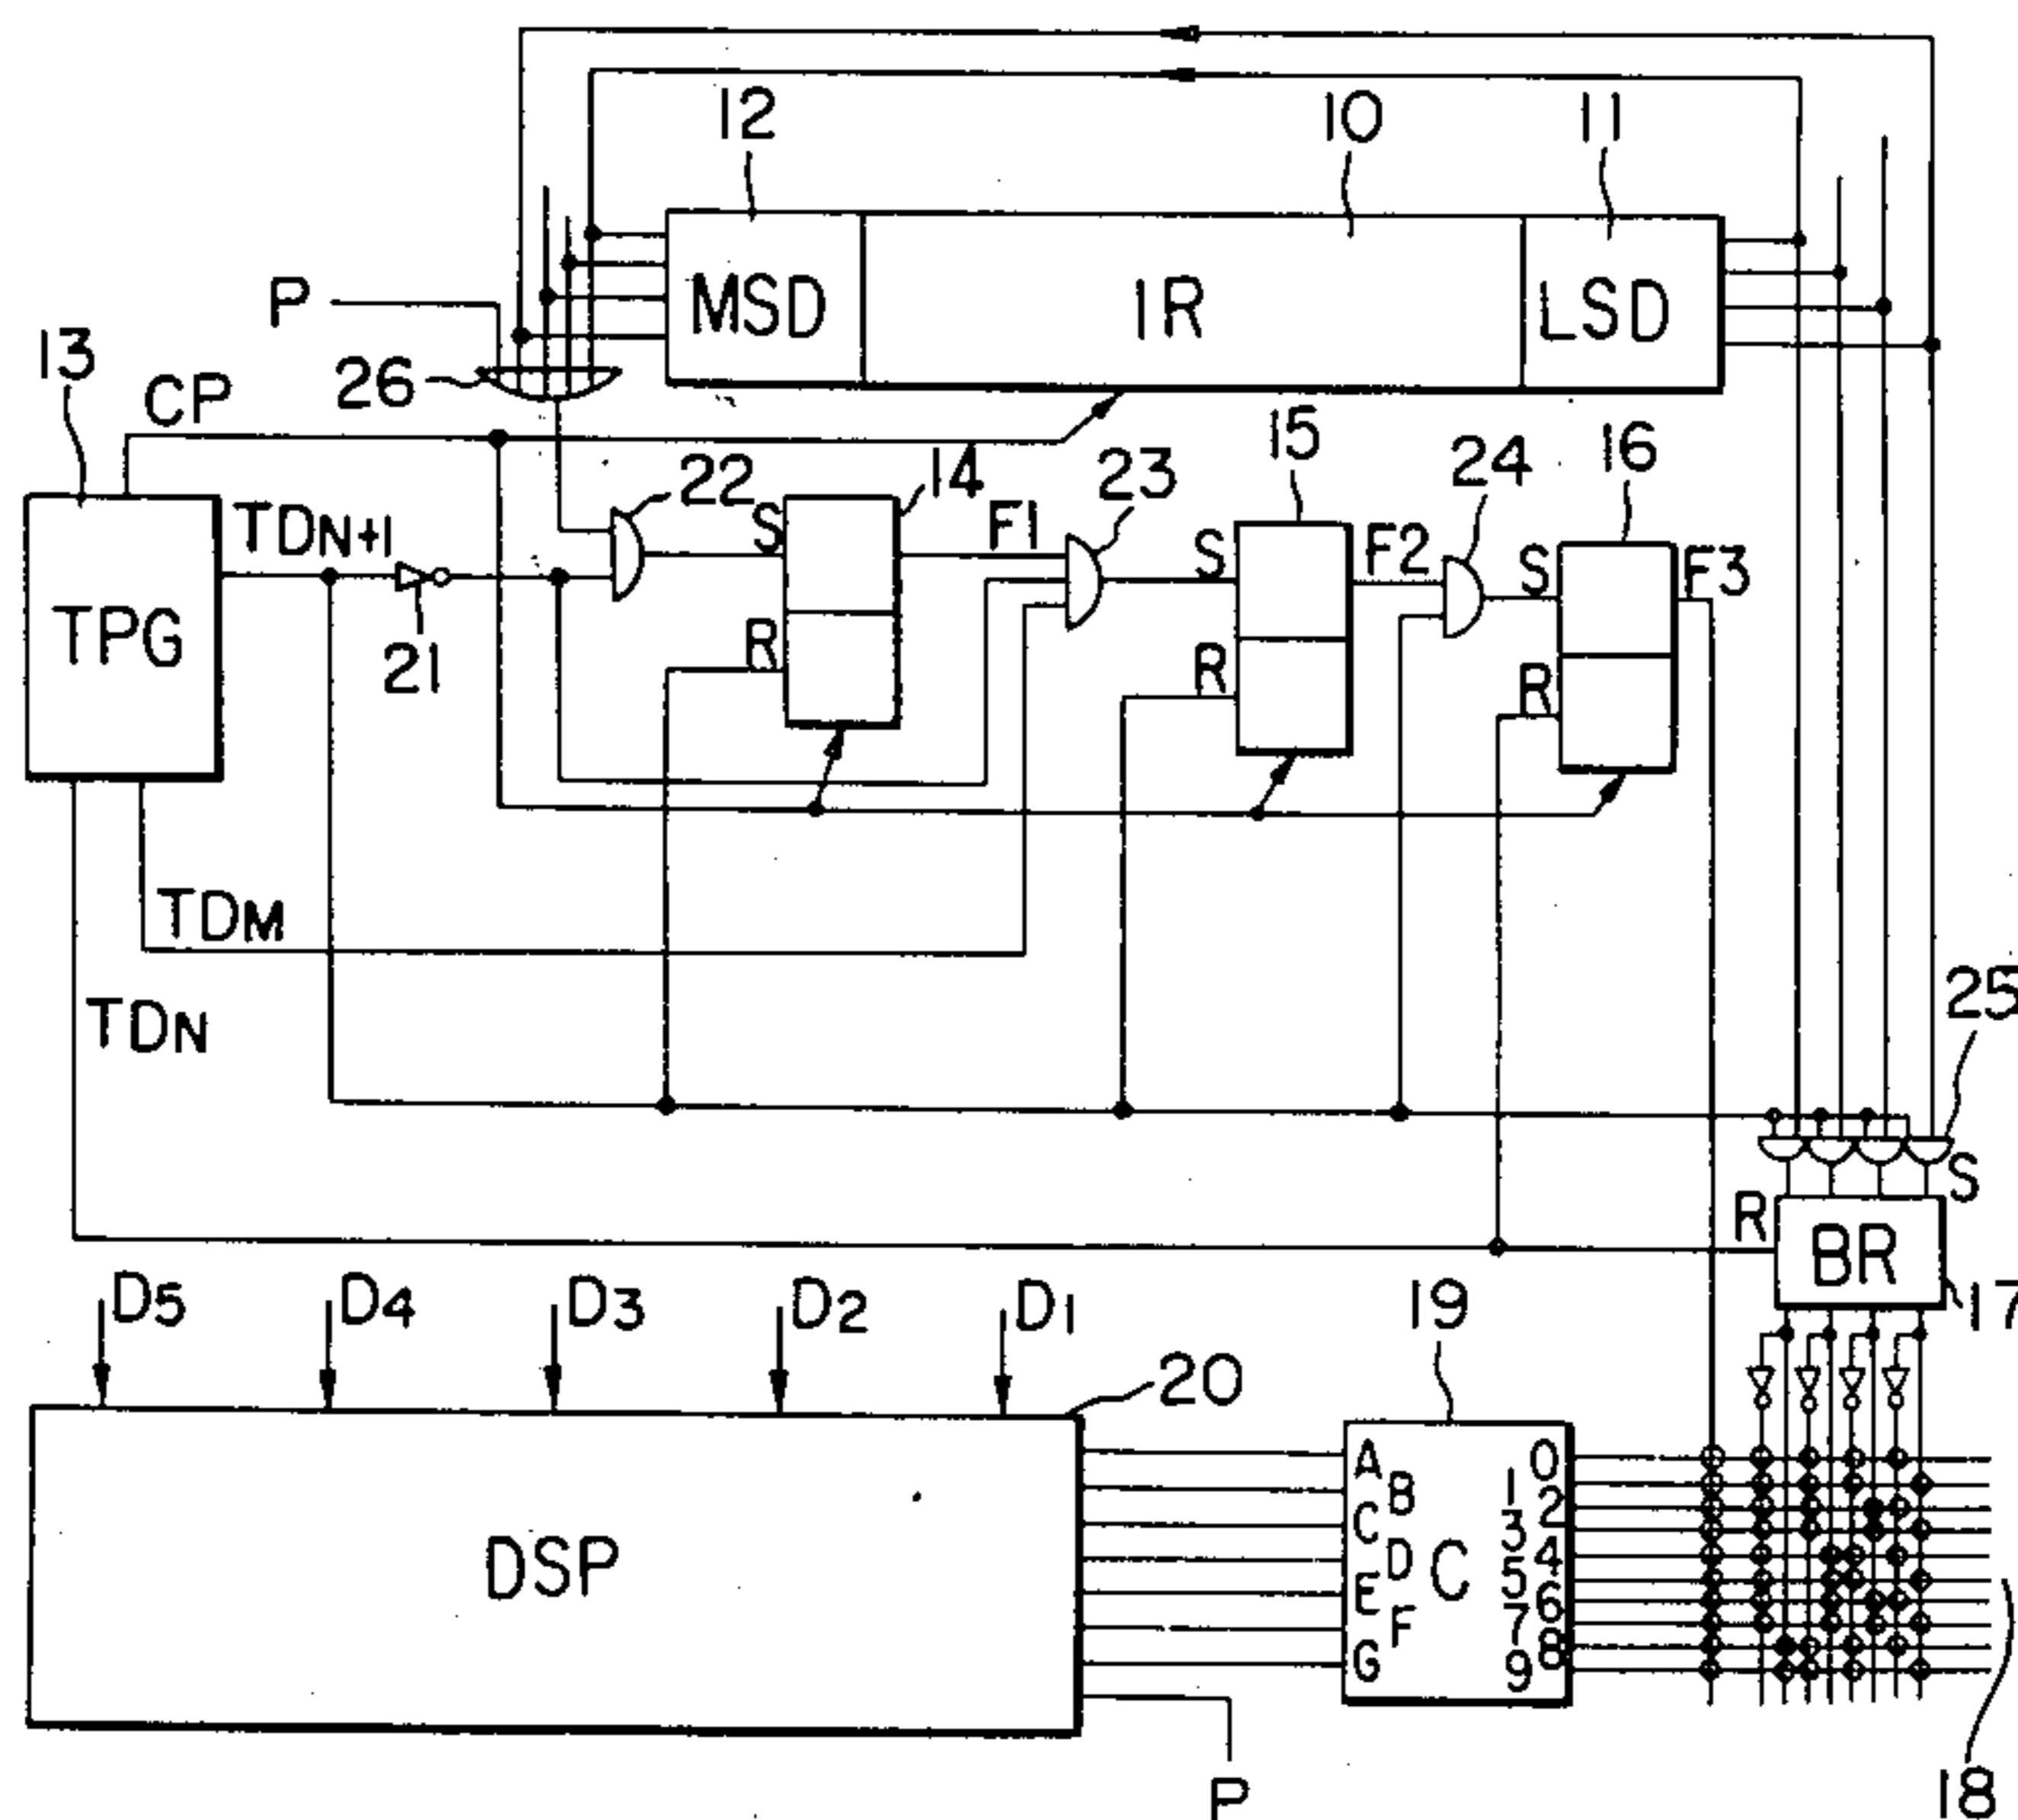 12
10
11
P
MSD
IR
LSD
13
26
CP
15
16
22
14
23
24
TDN+1
S
F1
S
F2
S
F3
TPG
21
R
R
R
TDM
TDN
25
S
R
BR
17
D5
D4
D3
D2
D1
20
19
DSP
A
B
C
D
E
F
G
C
0
1
2
3
4
5
6
7
8
9
P
18